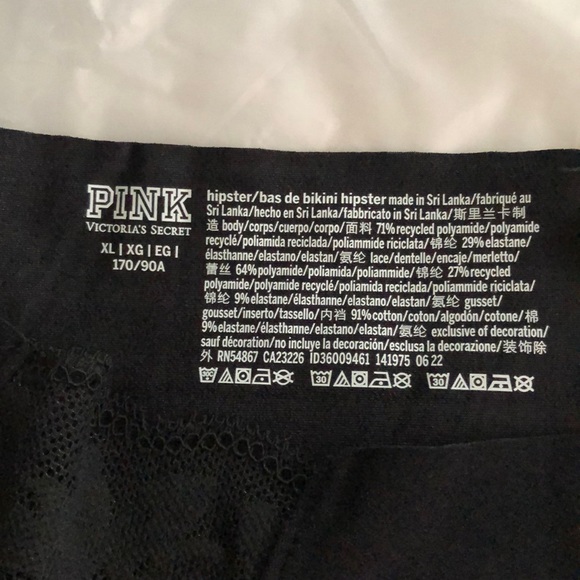 PINK
VICTORIA'S SECRET
XL | XG | EG |
170/90A
hipster/bas de bikini hipster made in Sri Lanka/fabriqué au
Sri Lanka/hecho en Sri Lanka/fabbricato in Sri Lanka/斯里兰卡制
造 body/corps/cuerpo/corpo/面料 71% recycled polyamide/polyamide
recyclé/poliamida reciclada/poliammide riciclata/锦纶 29% elastane/
élasthanne/elastano/elastan/氨纶 lace/dentelle/encaje/merletto/
蕾丝 64% polyamide/poliamida/poliammide/锦纶 27% recycled
polyamide/polyamide recyclé/poliamida reciclada/poliammide riciclata/
锦纶 9% elastane/élasthanne/elastano/elastan/氨纶 gusset/
gousset/inserto/tassello/内裆 91% cotton/coton/algodón/cotone/棉
9% elastane/élasthanne/elastano/elastan/氨纶 exclusive of decoration/
sauf décoration/no incluye la decoración/esclusa la decorazione/装饰除
外 RN54867 CA23226 ID36009461 141975 06 22
30 30 30